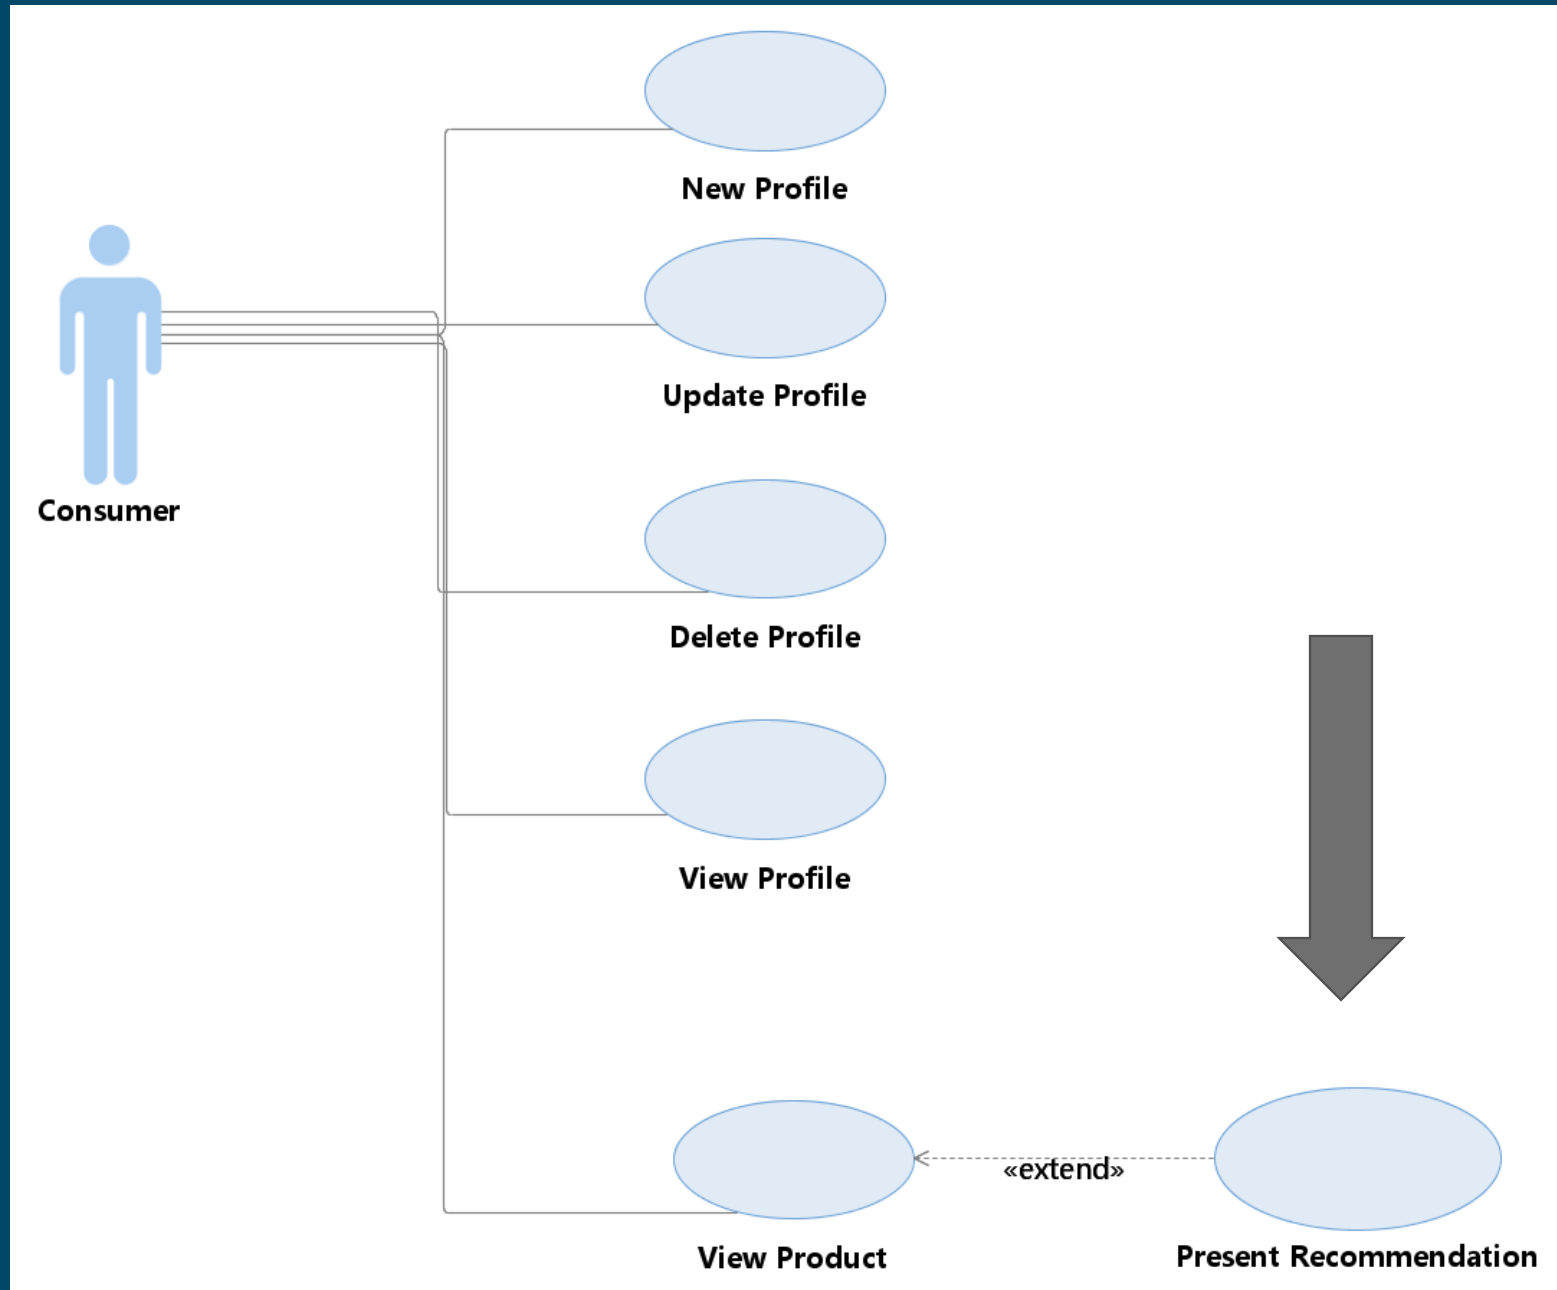 New Profile
Update Profile
Consumer
Delete Profile
View Profile
«extend»
View Product
Present Recommendation